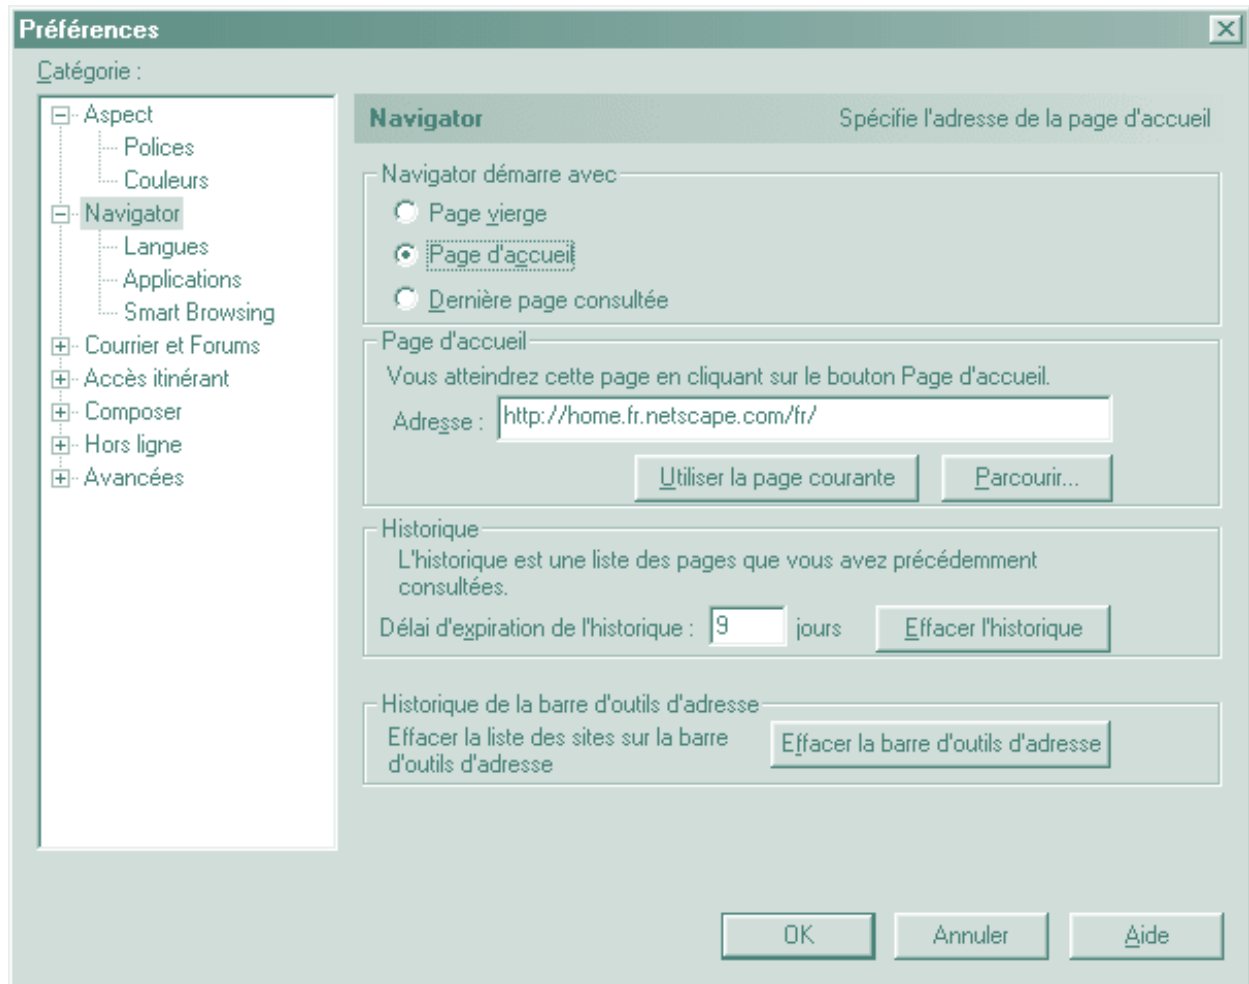 Préférences
Catégorie :
Aspect
Polices
Couleurs
Navigator
Langues
Applications
Smart Browsing
Courrier et Forums
Accès itinérant
Composer
Hors ligne
Avancées
Navigator
Spécifie l'adresse de la page d'accueil
Navigator démarre avec
Page vierge
Page d'accueil
Dernière page consultée
Page d'accueil
Vous atteindrez cette page en cliquant sur le bouton Page d'accueil.
Adresse : http://home.fr.netscape.com/fr/
Utiliser la page courante
Parcourir...
Historique
L'historique est une liste des pages que vous avez précédemment
consultées.
Délai d'expiration de l'historique : 9 jours
Effacer l'historique
Historique de la barre d'outils d'adresse
Effacer la liste des sites sur la barre
d'outils d'adresse
Effacer la barre d'outils d'adresse
OK
Annuler
Aide